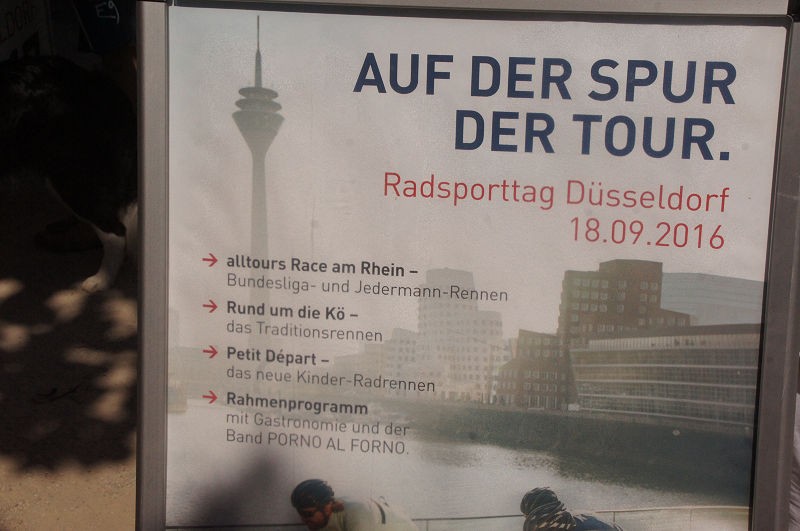 AUF DER SPUR
DER TOUR.
Radsporttag Düsseldorf
18.09.2016
→ alltours Race am Rhein –
Bundesliga- und Jedermann-Rennen
→ Rund um die Kö –
das Traditionsrennen
→ Petit Départ –
das neue Kinder-Radrennen
→ Rahmenprogramm
mit Gastronomie und der
Band PORNO AL FORNO.